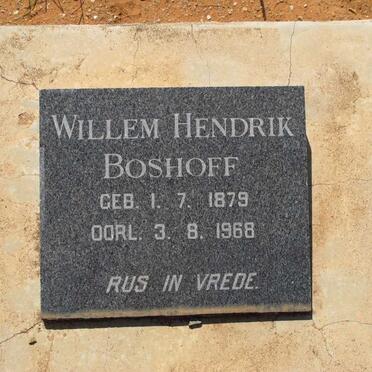 WILLEM HENDRIK
BOSHOFF
GEB. 1. 7. 1879
OORL. 3. 8. 1968
RUS IN VREDE.